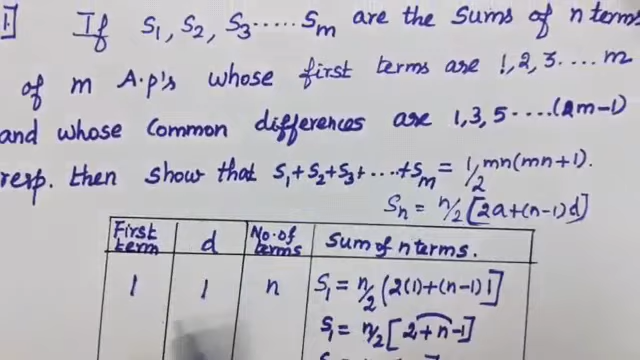 1] If S₁, S₂, S₃ ..... Sₘ are the Sums of n terms
of m A.p's whose first terms are 1, 2, 3 .... m
and whose Common differences are 1, 3, 5 ....(2m-1)
resp. then show that S₁+S₂+S₃+....+Sₘ = 1/2 mn(mn+1).
Sₙ = n/2 [2a+(n-1)d]
First term | d | No. of terms | Sum of n terms.
1 | 1 | n | S₁ = n/2 (2(1)+(n-1)1]
S₁ = n/2 [2+n-1]